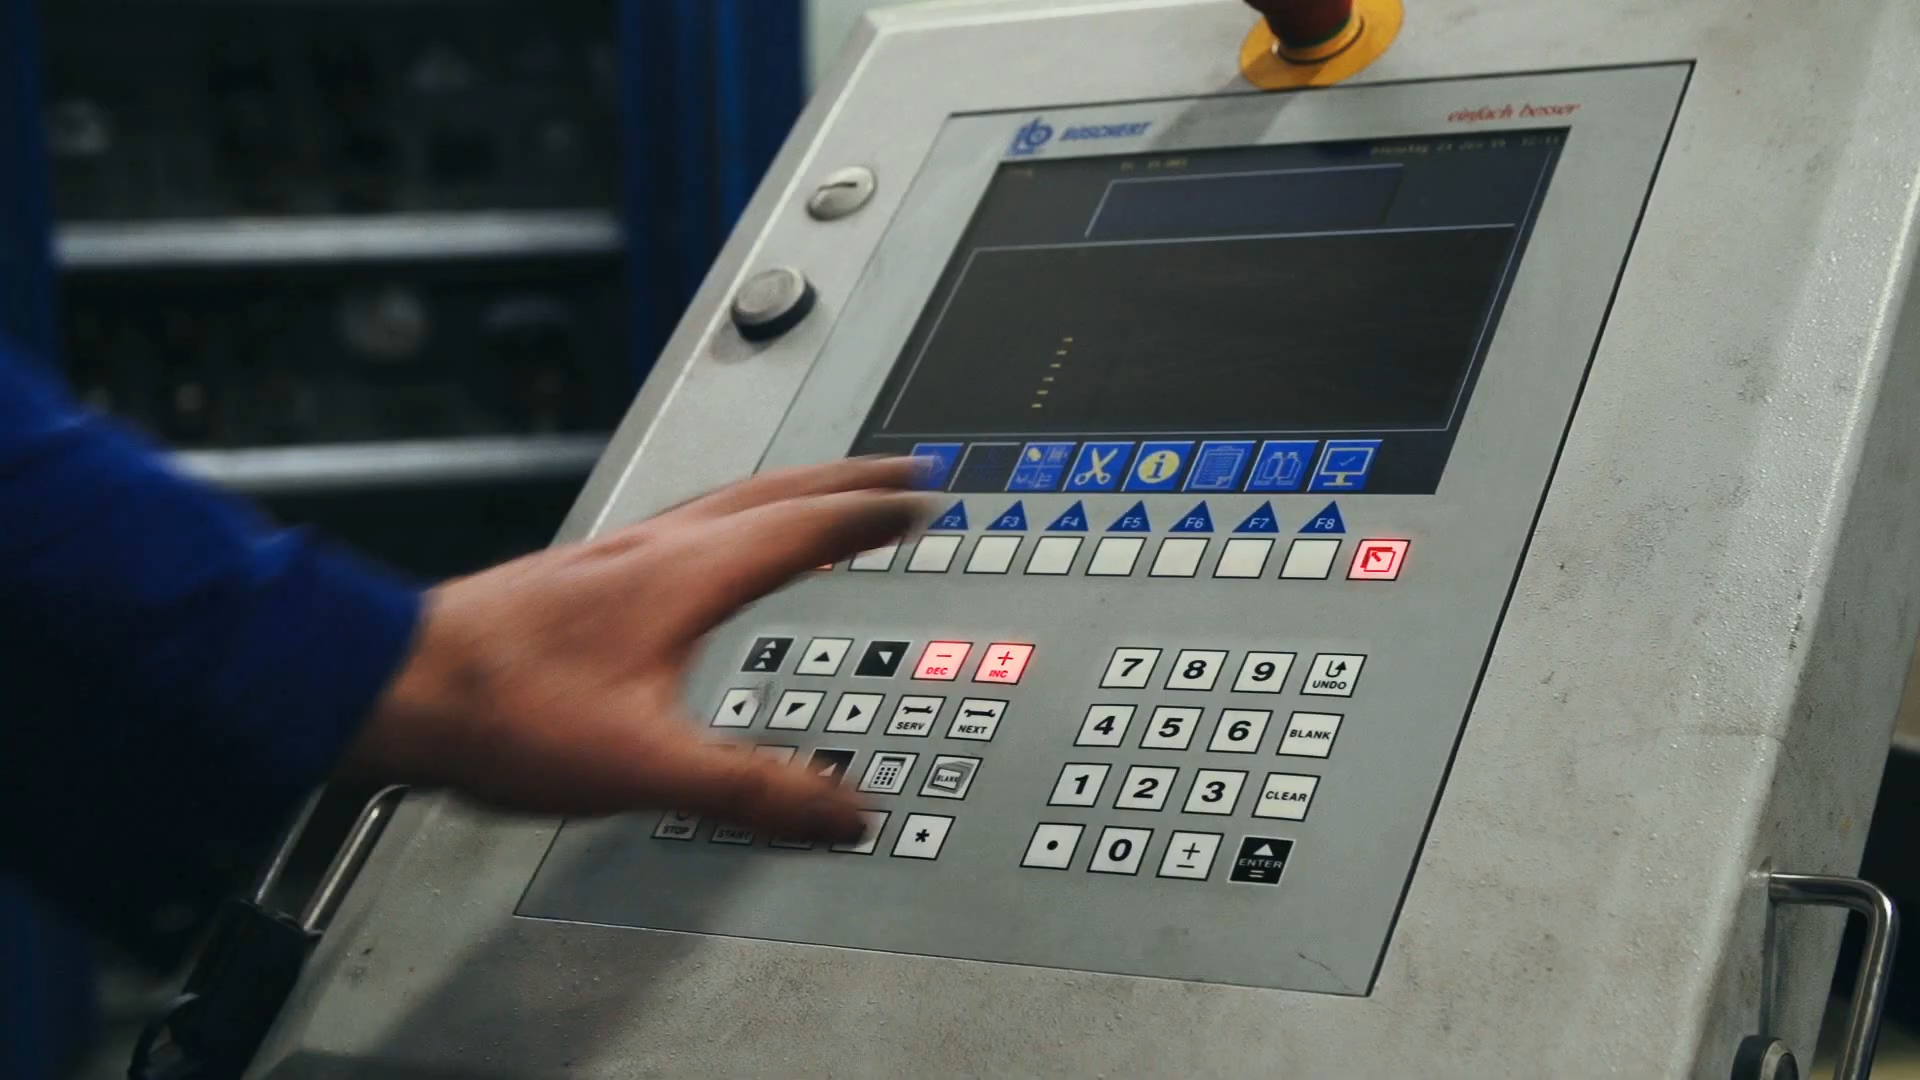 einfach besser
BOSCHERT
F2 F3 F4 F5 F6 F7 F8
DEC INC
7 8 9 UNDO
SERV NEXT
4 5 6 BLANK
BLANK
1 2 3 CLEAR
STOP START *
. 0 ± ENTER =